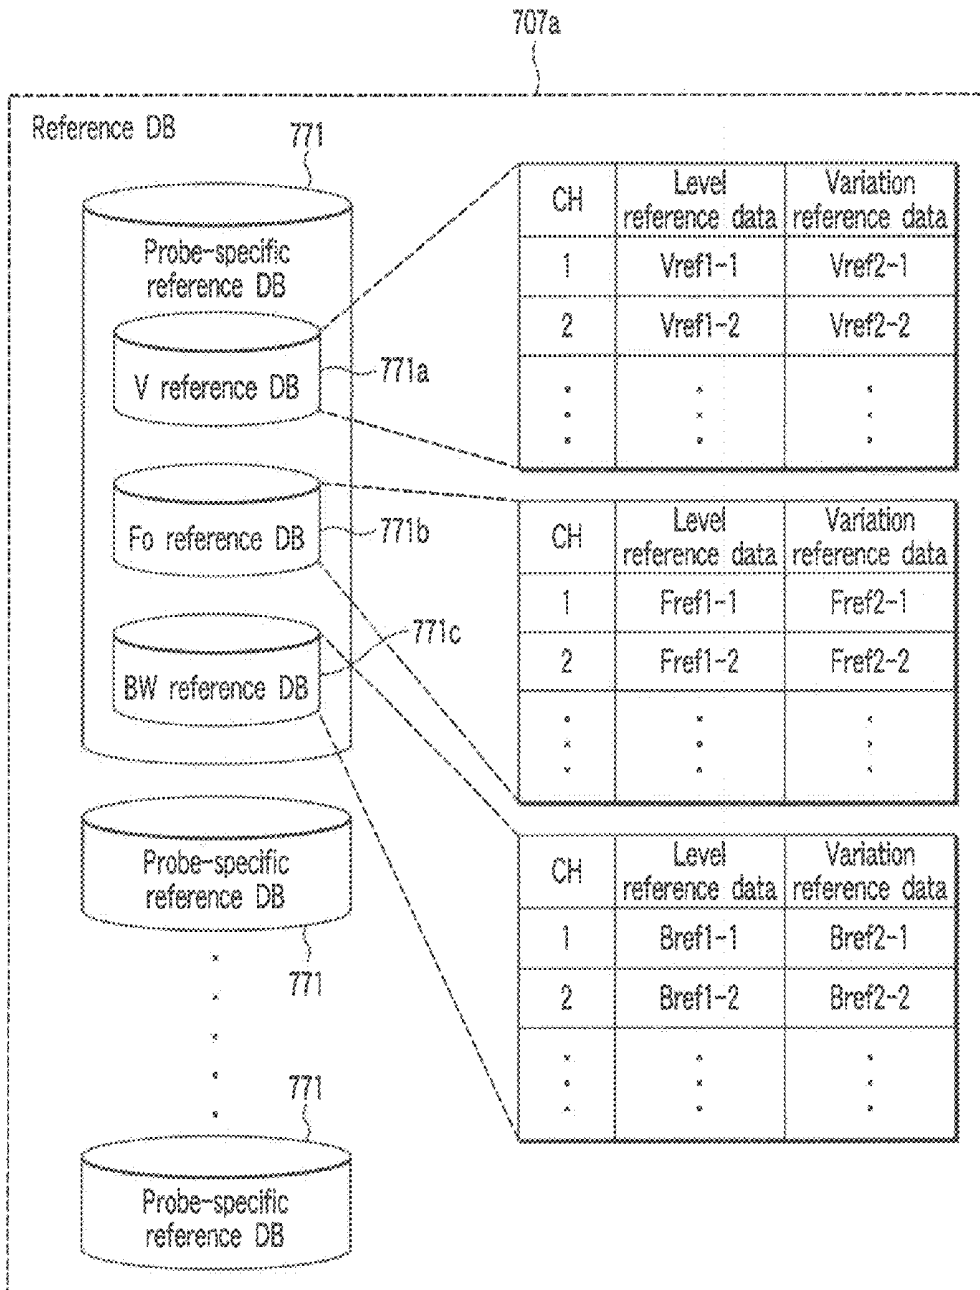 707a
Reference DB
771
Probe-specific
reference DB
V reference DB
771a
Fo reference DB
771b
BW reference DB
771c
Probe-specific
reference DB
771
771
Probe-specific
reference DB
CH Level reference data Variation reference data
1 Vref1-1 Vref2-1
2 Vref1-2 Vref2-2
CH Level reference data Variation reference data
1 Fref1-1 Fref2-1
2 Fref1-2 Fref2-2
CH Level reference data Variation reference data
1 Bref1-1 Bref2-1
2 Bref1-2 Bref2-2